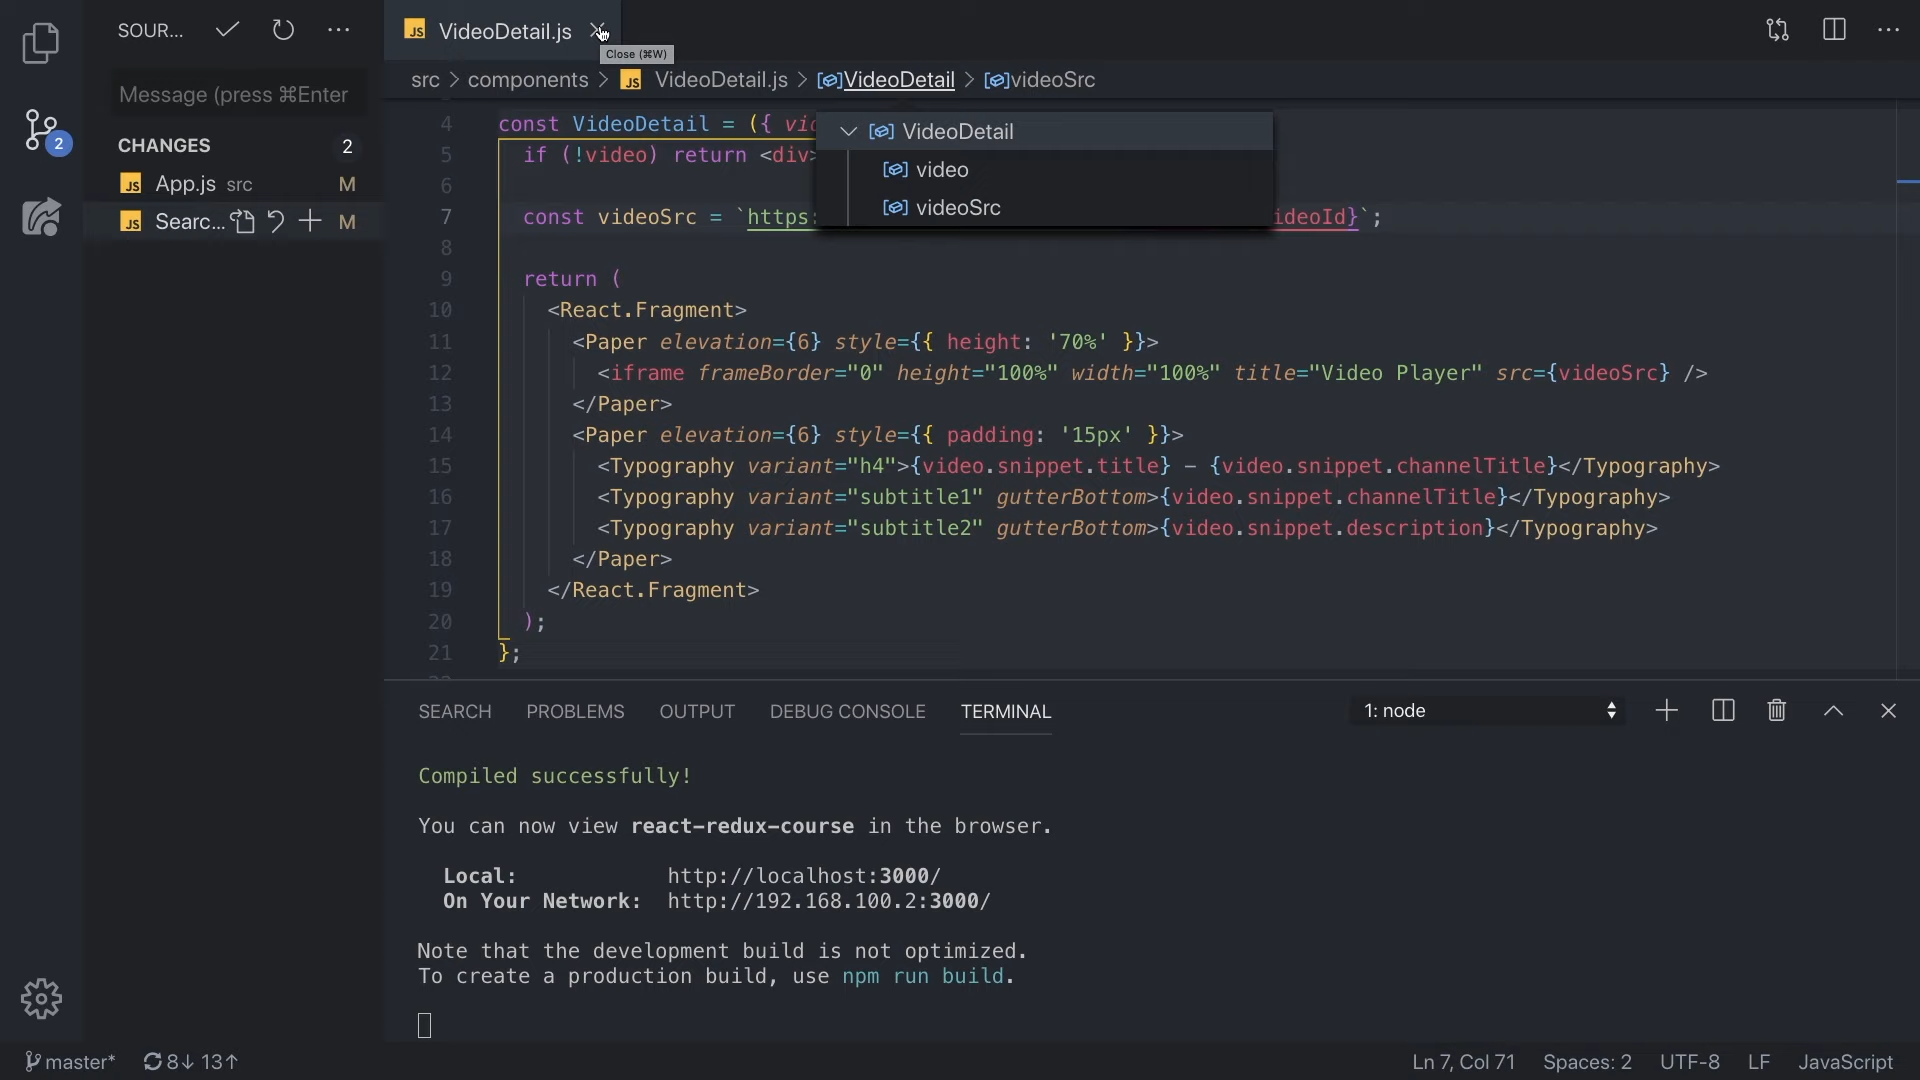 SOUR...
JS VideoDetail.js
Close (⌘W)
Message (press ⌘Enter
src > components > JS VideoDetail.js > VideoDetail > videoSrc
CHANGES 2
2
JS App.js src M
JS Searc... M
VideoDetail
video
videoSrc
4 const VideoDetail = ({ vid
5 if (!video) return <div>
6
7 const videoSrc = `https: ideoId}`;
8
9 return (
10 <React.Fragment>
11 <Paper elevation={6} style={{ height: '70%' }}>
12 <iframe frameBorder="0" height="100%" width="100%" title="Video Player" src={videoSrc} />
13 </Paper>
14 <Paper elevation={6} style={{ padding: '15px' }}>
15 <Typography variant="h4">{video.snippet.title} – {video.snippet.channelTitle}</Typography>
16 <Typography variant="subtitle1" gutterBottom>{video.snippet.channelTitle}</Typography>
17 <Typography variant="subtitle2" gutterBottom>{video.snippet.description}</Typography>
18 </Paper>
19 </React.Fragment>
20 );
21 };
SEARCH PROBLEMS OUTPUT DEBUG CONSOLE TERMINAL 1: node
Compiled successfully!
You can now view react-redux-course in the browser.
Local: http://localhost:3000/
On Your Network: http://192.168.100.2:3000/
Note that the development build is not optimized.
To create a production build, use npm run build.
master* 8↓ 13↑ Ln 7, Col 71 Spaces: 2 UTF-8 LF JavaScript